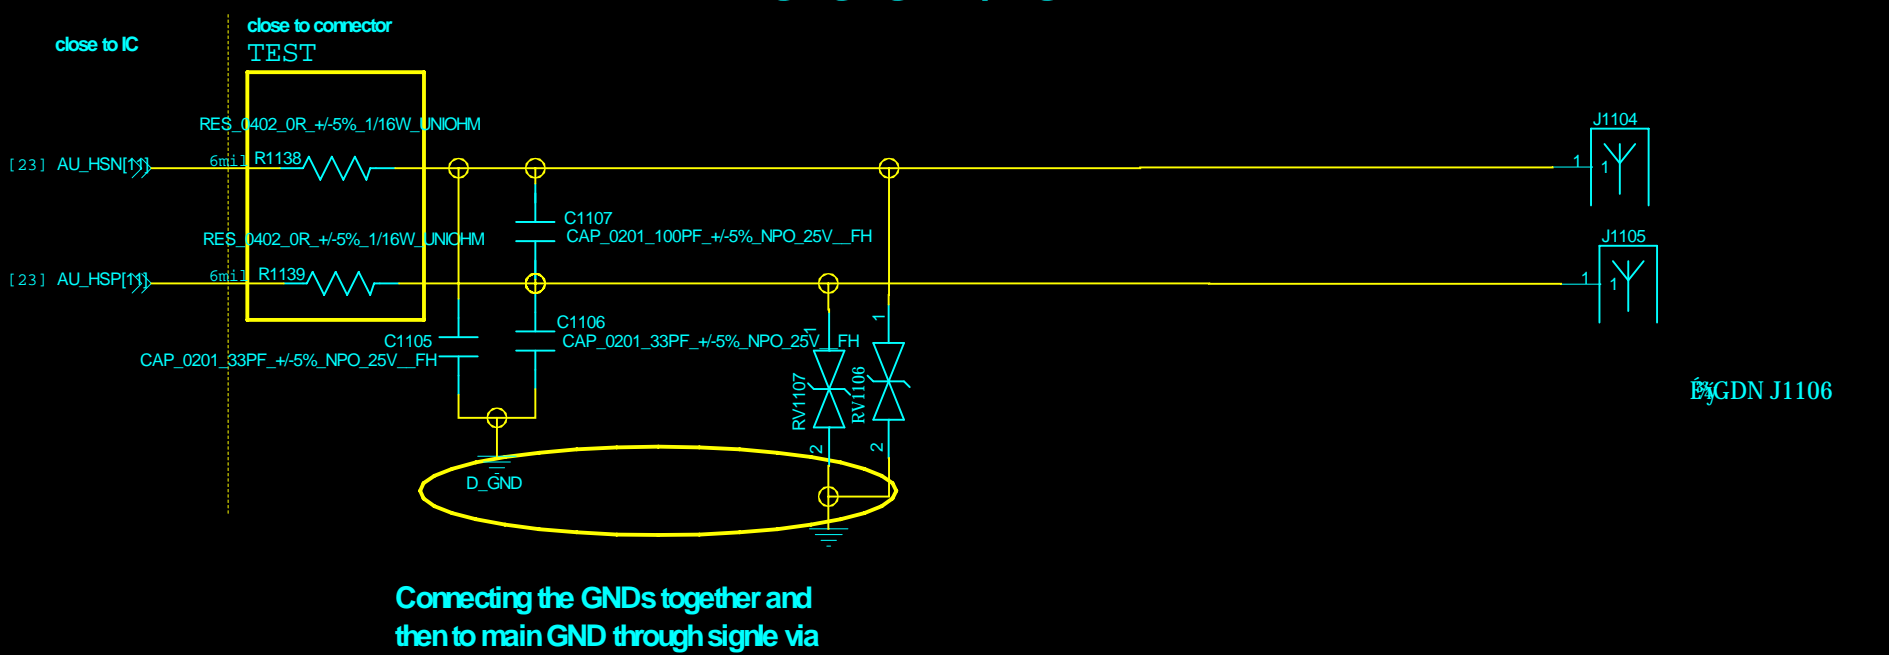 close to IC
close to connector
TEST
RES_0402_0R_+/-5%_1/16W_UNIOHM
[23] AU_HSN[11]
6mil
R1138
J1104
1
1
C1107
CAP_0201_100PF_+/-5%_NPO_25V__FH
RES_0402_0R_+/-5%_1/16W_UNIOHM
[23] AU_HSP[11]
6mil
R1139
J1105
1
1
C1105
CAP_0201_33PF_+/-5%_NPO_25V__FH
C1106
CAP_0201_33PF_+/-5%_NPO_25V__FH
1
1
RV1107
RV1106
2
2
GDN J1106
D_GND
Connecting the GNDs together and
then to main GND through signle via